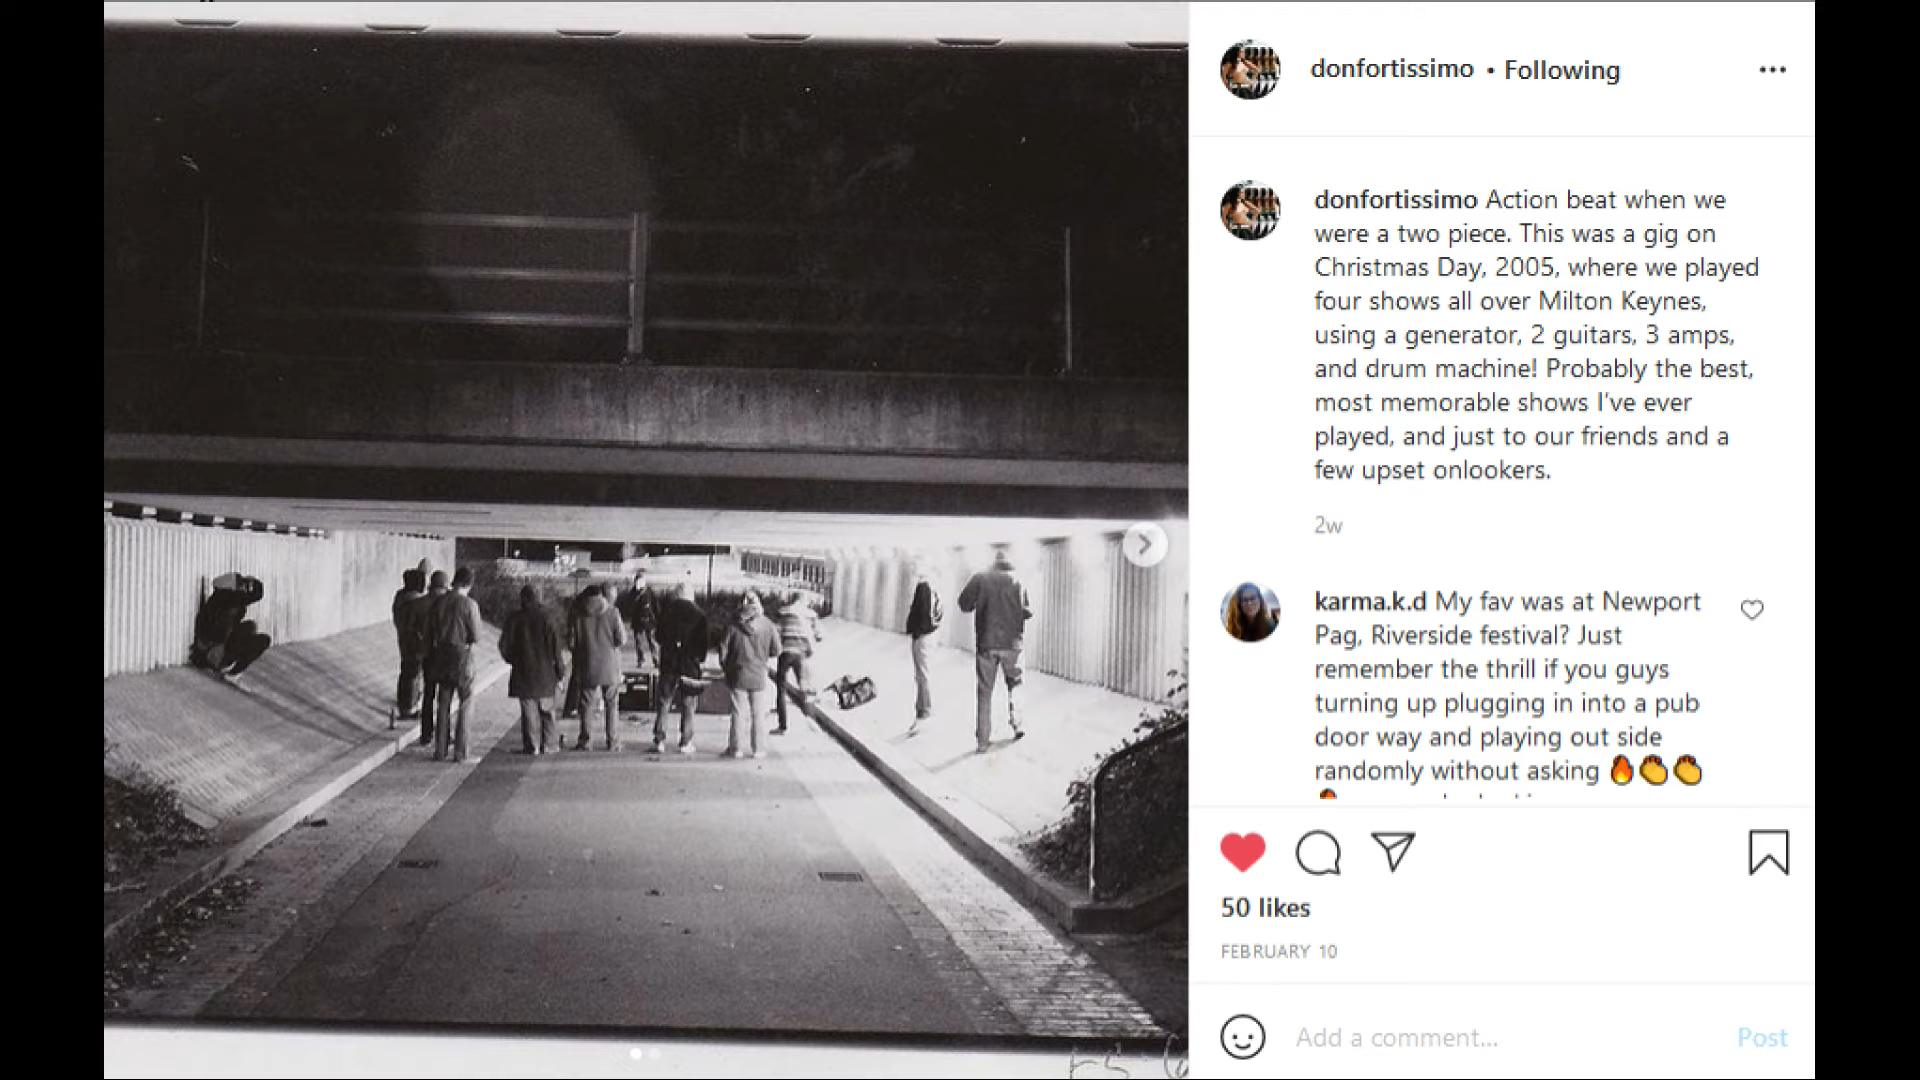 donfortissimo • Following
donfortissimo Action beat when we
were a two piece. This was a gig on
Christmas Day, 2005, where we played
four shows all over Milton Keynes,
using a generator, 2 guitars, 3 amps,
and drum machine! Probably the best,
most memorable shows I've ever
played, and just to our friends and a
few upset onlookers.
2w
karma.k.d My fav was at Newport
Pag, Riverside festival? Just
remember the thrill if you guys
turning up plugging in into a pub
door way and playing out side
randomly without asking 🔥👏👏
50 likes
FEBRUARY 10
Add a comment... Post